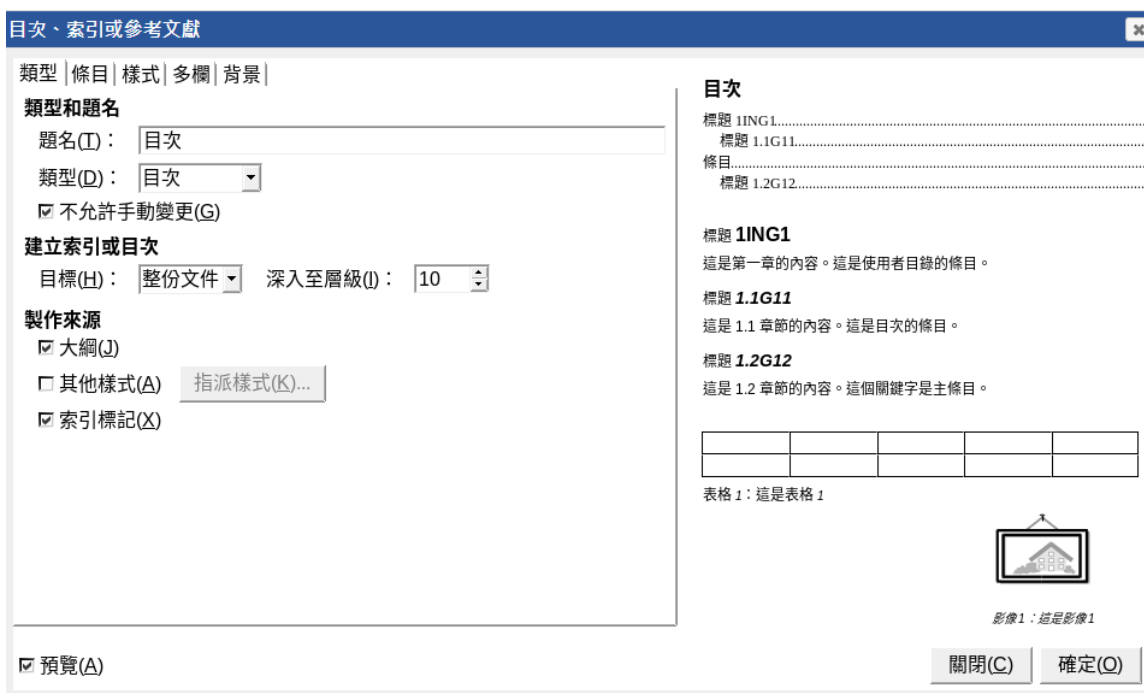 目次、索引或參考文獻
類型 條目 樣式 多欄 背景
類型和題名
題名(T)： 目次
類型(D)： 目次
不允許手動變更(G)
建立索引或目次
目標(H)： 整份文件 深入至層級(I)： 10
製作來源
大綱(J)
其他樣式(A) 指派樣式(K)...
索引標記(X)
目次
標題 1ING1
標題 1.1G11
條目
標題 1.2G12
標題 1ING1
這是第一章的內容。這是使用者目錄的條目。
標題 1.1G11
這是 1.1 章節的內容。這是目次的條目。
標題 1.2G12
這是 1.2 章節的內容。這個關鍵字是主條目。
表格 1：這是表格 1
影像1：這是影像1
預覽(A) 關閉(C) 確定(O)